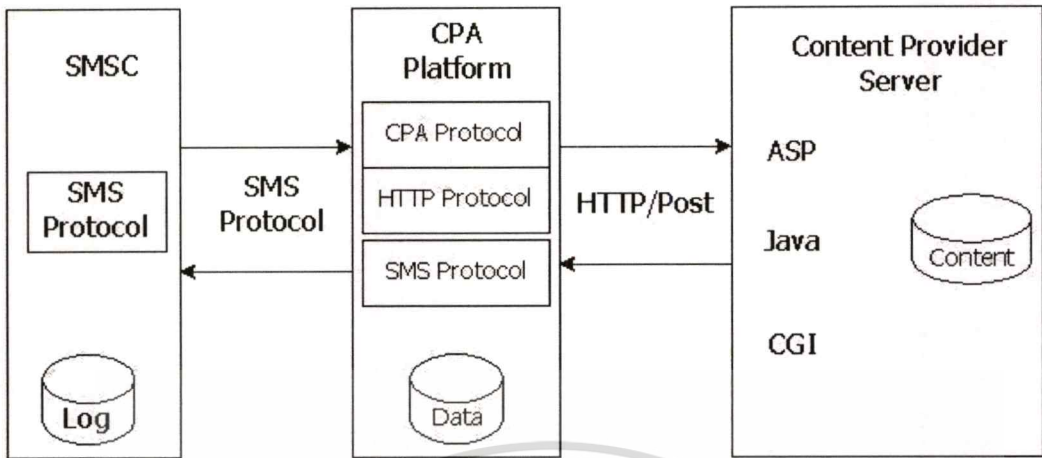 SMSC
SMS
Protocol
Log
SMS
Protocol
CPA
Platform
CPA Protocol
HTTP Protocol
SMS Protocol
Data
HTTP/Post
Content Provider
Server
ASP
Java
CGI
Content